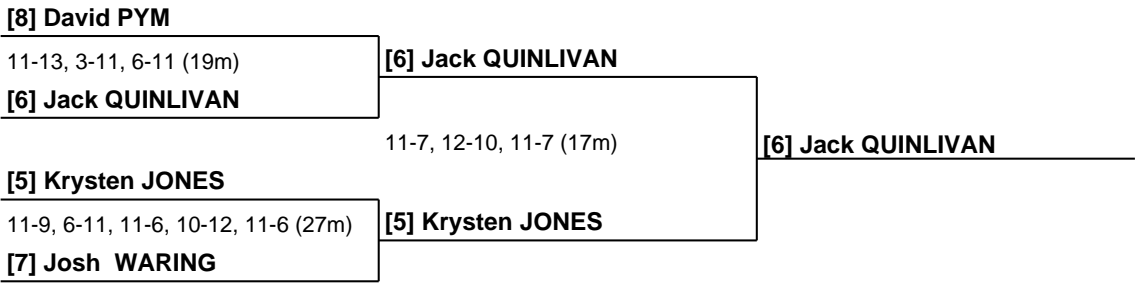 [8] David PYM
11-13, 3-11, 6-11 (19m)
[6] Jack QUINLIVAN
[6] Jack QUINLIVAN
11-7, 12-10, 11-7 (17m)
[6] Jack QUINLIVAN
[5] Krysten JONES
11-9, 6-11, 11-6, 10-12, 11-6 (27m)
[5] Krysten JONES
[7] Josh WARING